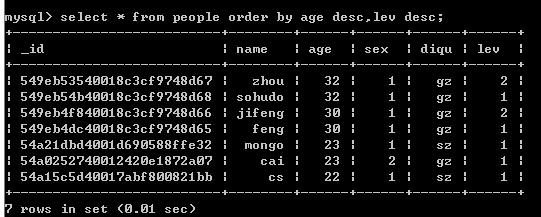 mysql> select * from people order by age desc,lev desc;
+--------------------------+--------+------+------+------+------+
| _id | name | age | sex | diqu | lev |
+--------------------------+--------+------+------+------+------+
| 549eb53540018c3cf9748d67 | zhou | 32 | 1 | gz | 2 |
| 549eb54b40018c3cf9748d68 | sohudo | 32 | 1 | gz | 1 |
| 549eb4f840018c3cf9748d66 | jifeng | 30 | 1 | gz | 2 |
| 549eb4dc40018c3cf9748d65 | feng | 30 | 1 | gz | 1 |
| 54a21dbd4001d690588ffe32 | mongo | 23 | 1 | sz | 1 |
| 54a0252740012420e1872a07 | cai | 23 | 2 | gz | 1 |
| 54a15c5d40017abf800821bb | cs | 22 | 1 | sz | 1 |
+--------------------------+--------+------+------+------+------+
7 rows in set (0.01 sec)